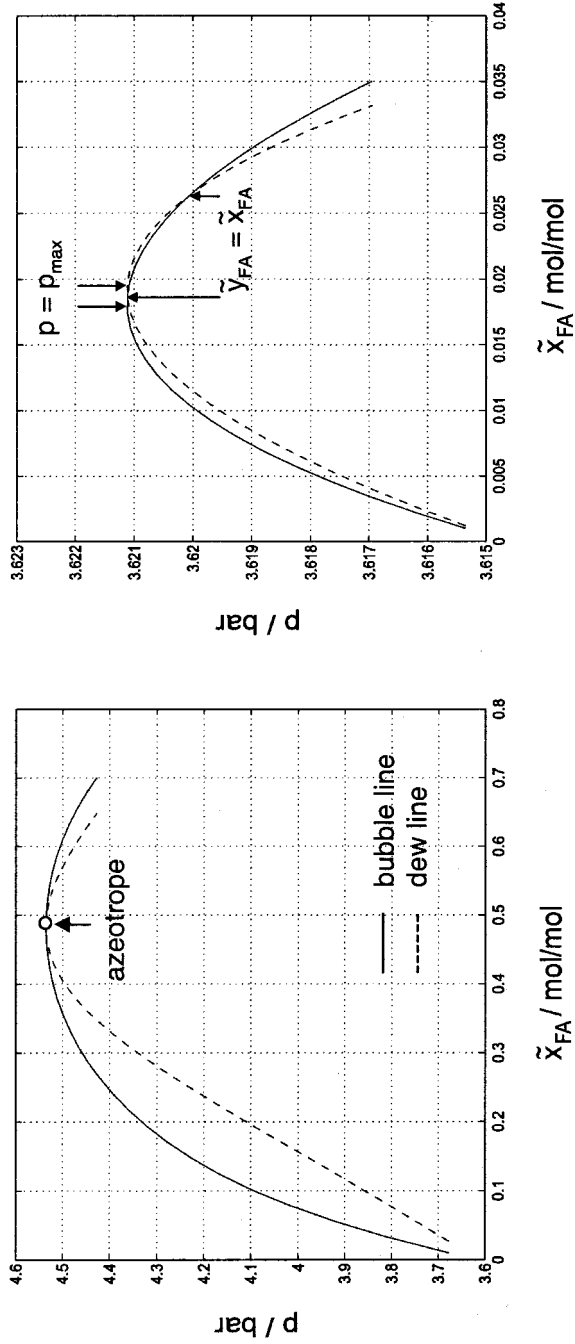 p / bar
4.6
4.5
4.4
4.3
4.2
4.1
4
3.9
3.8
3.7
3.6
azeotrope
bubble line
dew line
0 0.1 0.2 0.3 0.4 0.5 0.6 0.7 0.8
x̃FA / mol/mol
p / bar
3.623
3.622
3.621
3.62
3.619
3.618
3.617
3.616
3.615
p = pmax
ỹFA = x̃FA
0 0.005 0.01 0.015 0.02 0.025 0.03 0.035 0.04
x̃FA / mol/mol